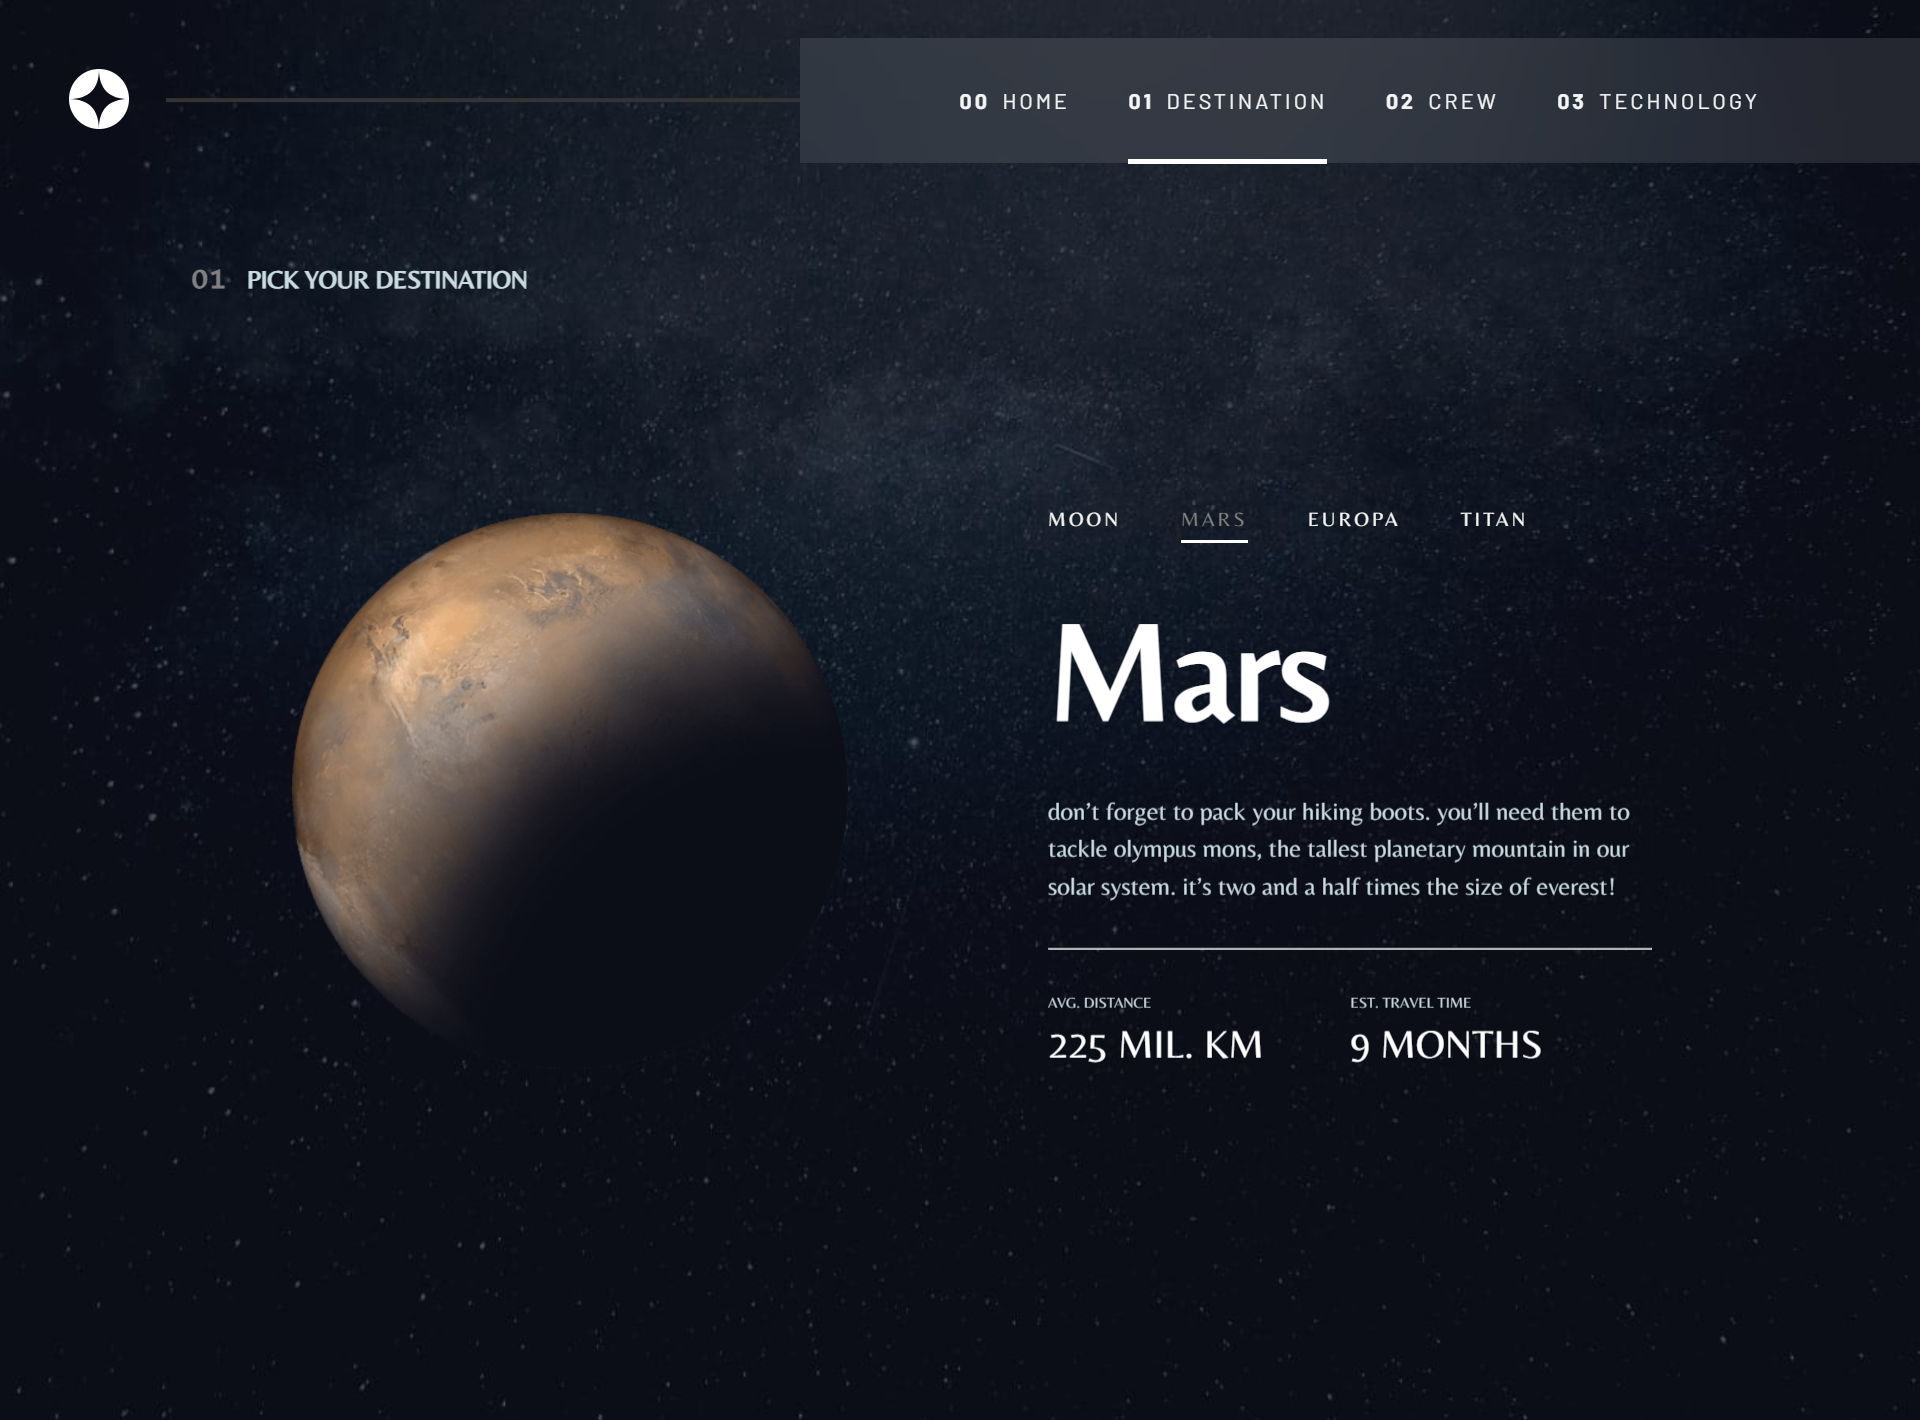 00 HOME 01 DESTINATION 02 CREW 03 TECHNOLOGY
01 PICK YOUR DESTINATION
MOON MARS EUROPA TITAN
Mars
don’t forget to pack your hiking boots. you’ll need them to
tackle olympus mons, the tallest planetary mountain in our
solar system. it’s two and a half times the size of everest!
AVG. DISTANCE EST. TRAVEL TIME
225 MIL. KM 9 MONTHS